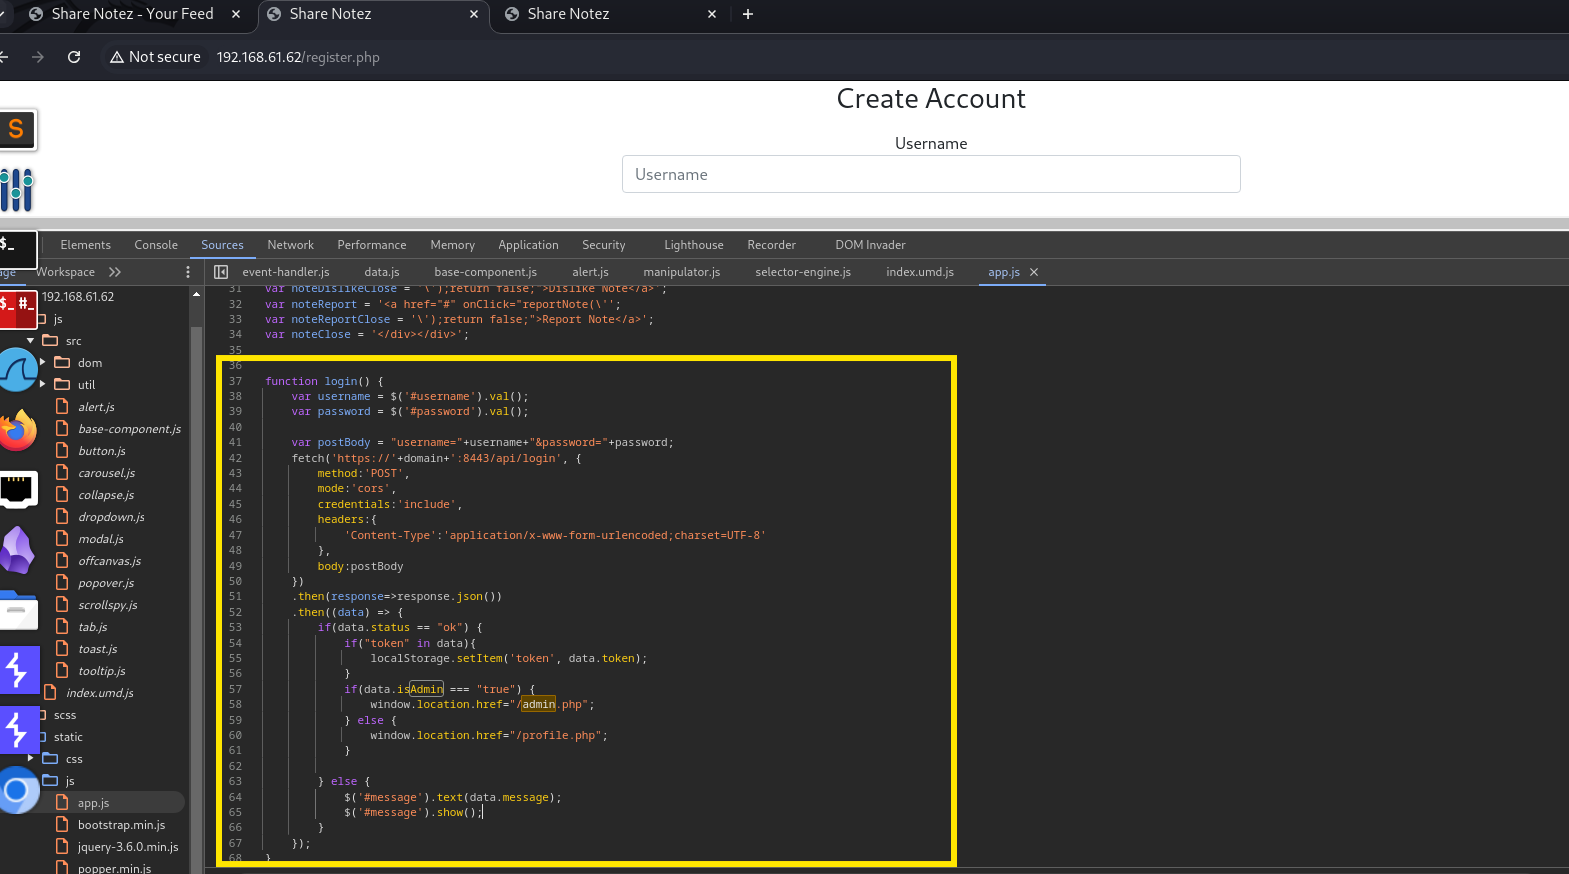 Share Notez - Your Feed
Share Notez
Share Notez
Not secure
192.168.61.62/register.php
Create Account
Username
Username
Elements
Console
Sources
Network
Performance
Memory
Application
Security
Lighthouse
Recorder
DOM Invader
Workspace
event-handler.js
data.js
base-component.js
alert.js
manipulator.js
selector-engine.js
index.umd.js
app.js
192.168.61.62
js
src
dom
util
alert.js
base-component.js
button.js
carousel.js
collapse.js
dropdown.js
modal.js
offcanvas.js
popover.js
scrollspy.js
tab.js
toast.js
tooltip.js
index.umd.js
scss
static
css
js
app.js
bootstrap.min.js
jquery-3.6.0.min.js
popper.min.js
31 var noteDislikeClose = '\');return false;">Dislike Note</a>';
32 var noteReport = '<a href="#" onClick="reportNote(\'';
33 var noteReportClose = '\');return false;">Report Note</a>';
34 var noteClose = '</div></div>';
35
36
37 function login() {
38 var username = $('#username').val();
39 var password = $('#password').val();
40
41 var postBody = "username="+username+"&password="+password;
42 fetch('https://'+domain+':8443/api/login', {
43 method:'POST',
44 mode:'cors',
45 credentials:'include',
46 headers:{
47 'Content-Type':'application/x-www-form-urlencoded;charset=UTF-8'
48 },
49 body:postBody
50 })
51 .then(response=>response.json())
52 .then((data) => {
53 if(data.status == "ok") {
54 if("token" in data){
55 localStorage.setItem('token', data.token);
56 }
57 if(data.isAdmin === "true") {
58 window.location.href="/admin.php";
59 } else {
60 window.location.href="/profile.php";
61 }
62
63 } else {
64 $('#message').text(data.message);
65 $('#message').show();
66 }
67 });
68 }